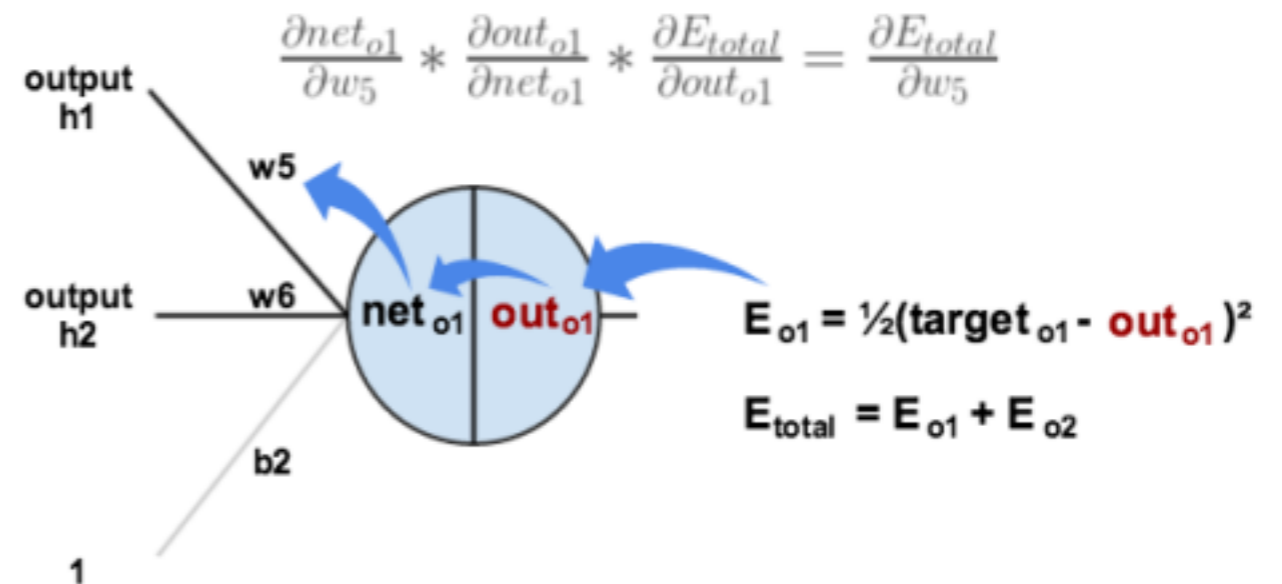 ∂net_o1/∂w5 * ∂out_o1/∂net_o1 * ∂E_total/∂out_o1 = ∂E_total/∂w5
output
h1
w5
output
h2
w6
net o1
out o1
E o1 = ½(target o1 - out o1 )²
E total = E o1 + E o2
b2
1